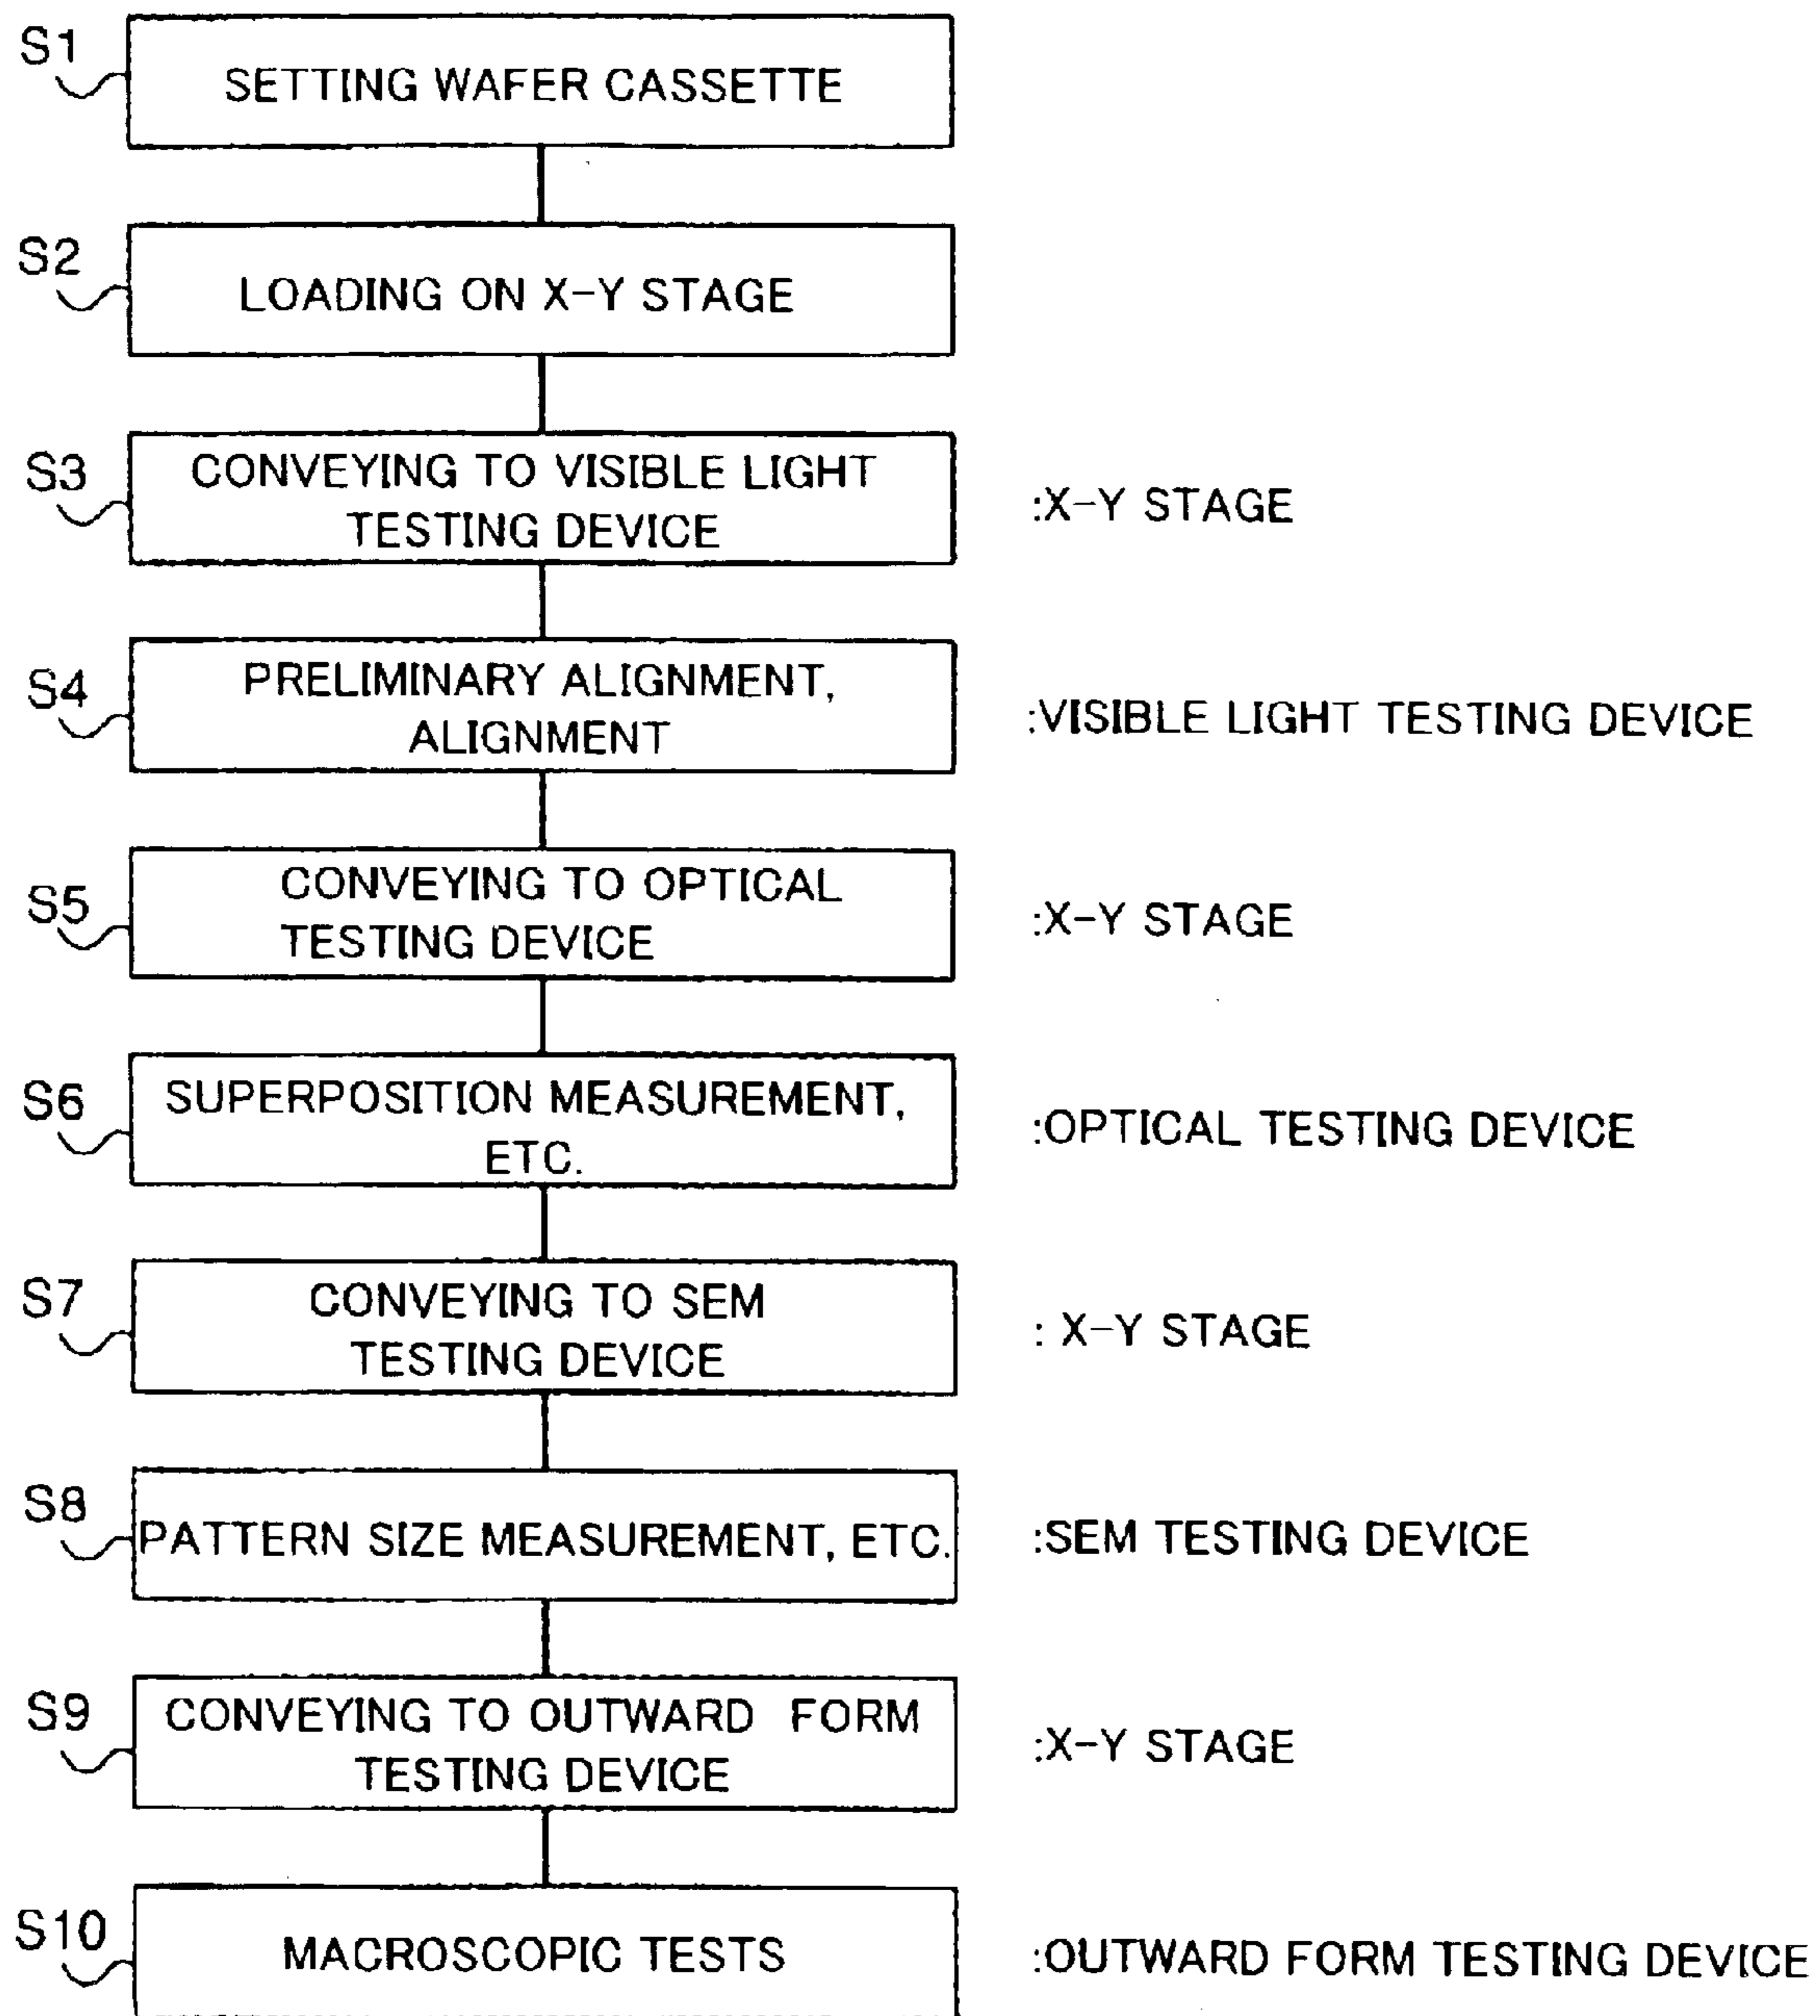 S1
SETTING WAFER CASSETTE
S2
LOADING ON X-Y STAGE
S3
CONVEYING TO VISIBLE LIGHT
TESTING DEVICE
:X-Y STAGE
S4
PRELIMINARY ALIGNMENT,
ALIGNMENT
:VISIBLE LIGHT TESTING DEVICE
S5
CONVEYING TO OPTICAL
TESTING DEVICE
:X-Y STAGE
S6
SUPERPOSITION MEASUREMENT,
ETC.
:OPTICAL TESTING DEVICE
S7
CONVEYING TO SEM
TESTING DEVICE
: X-Y STAGE
S8
PATTERN SIZE MEASUREMENT, ETC.
:SEM TESTING DEVICE
S9
CONVEYING TO OUTWARD FORM
TESTING DEVICE
:X-Y STAGE
S10
MACROSCOPIC TESTS
:OUTWARD FORM TESTING DEVICE